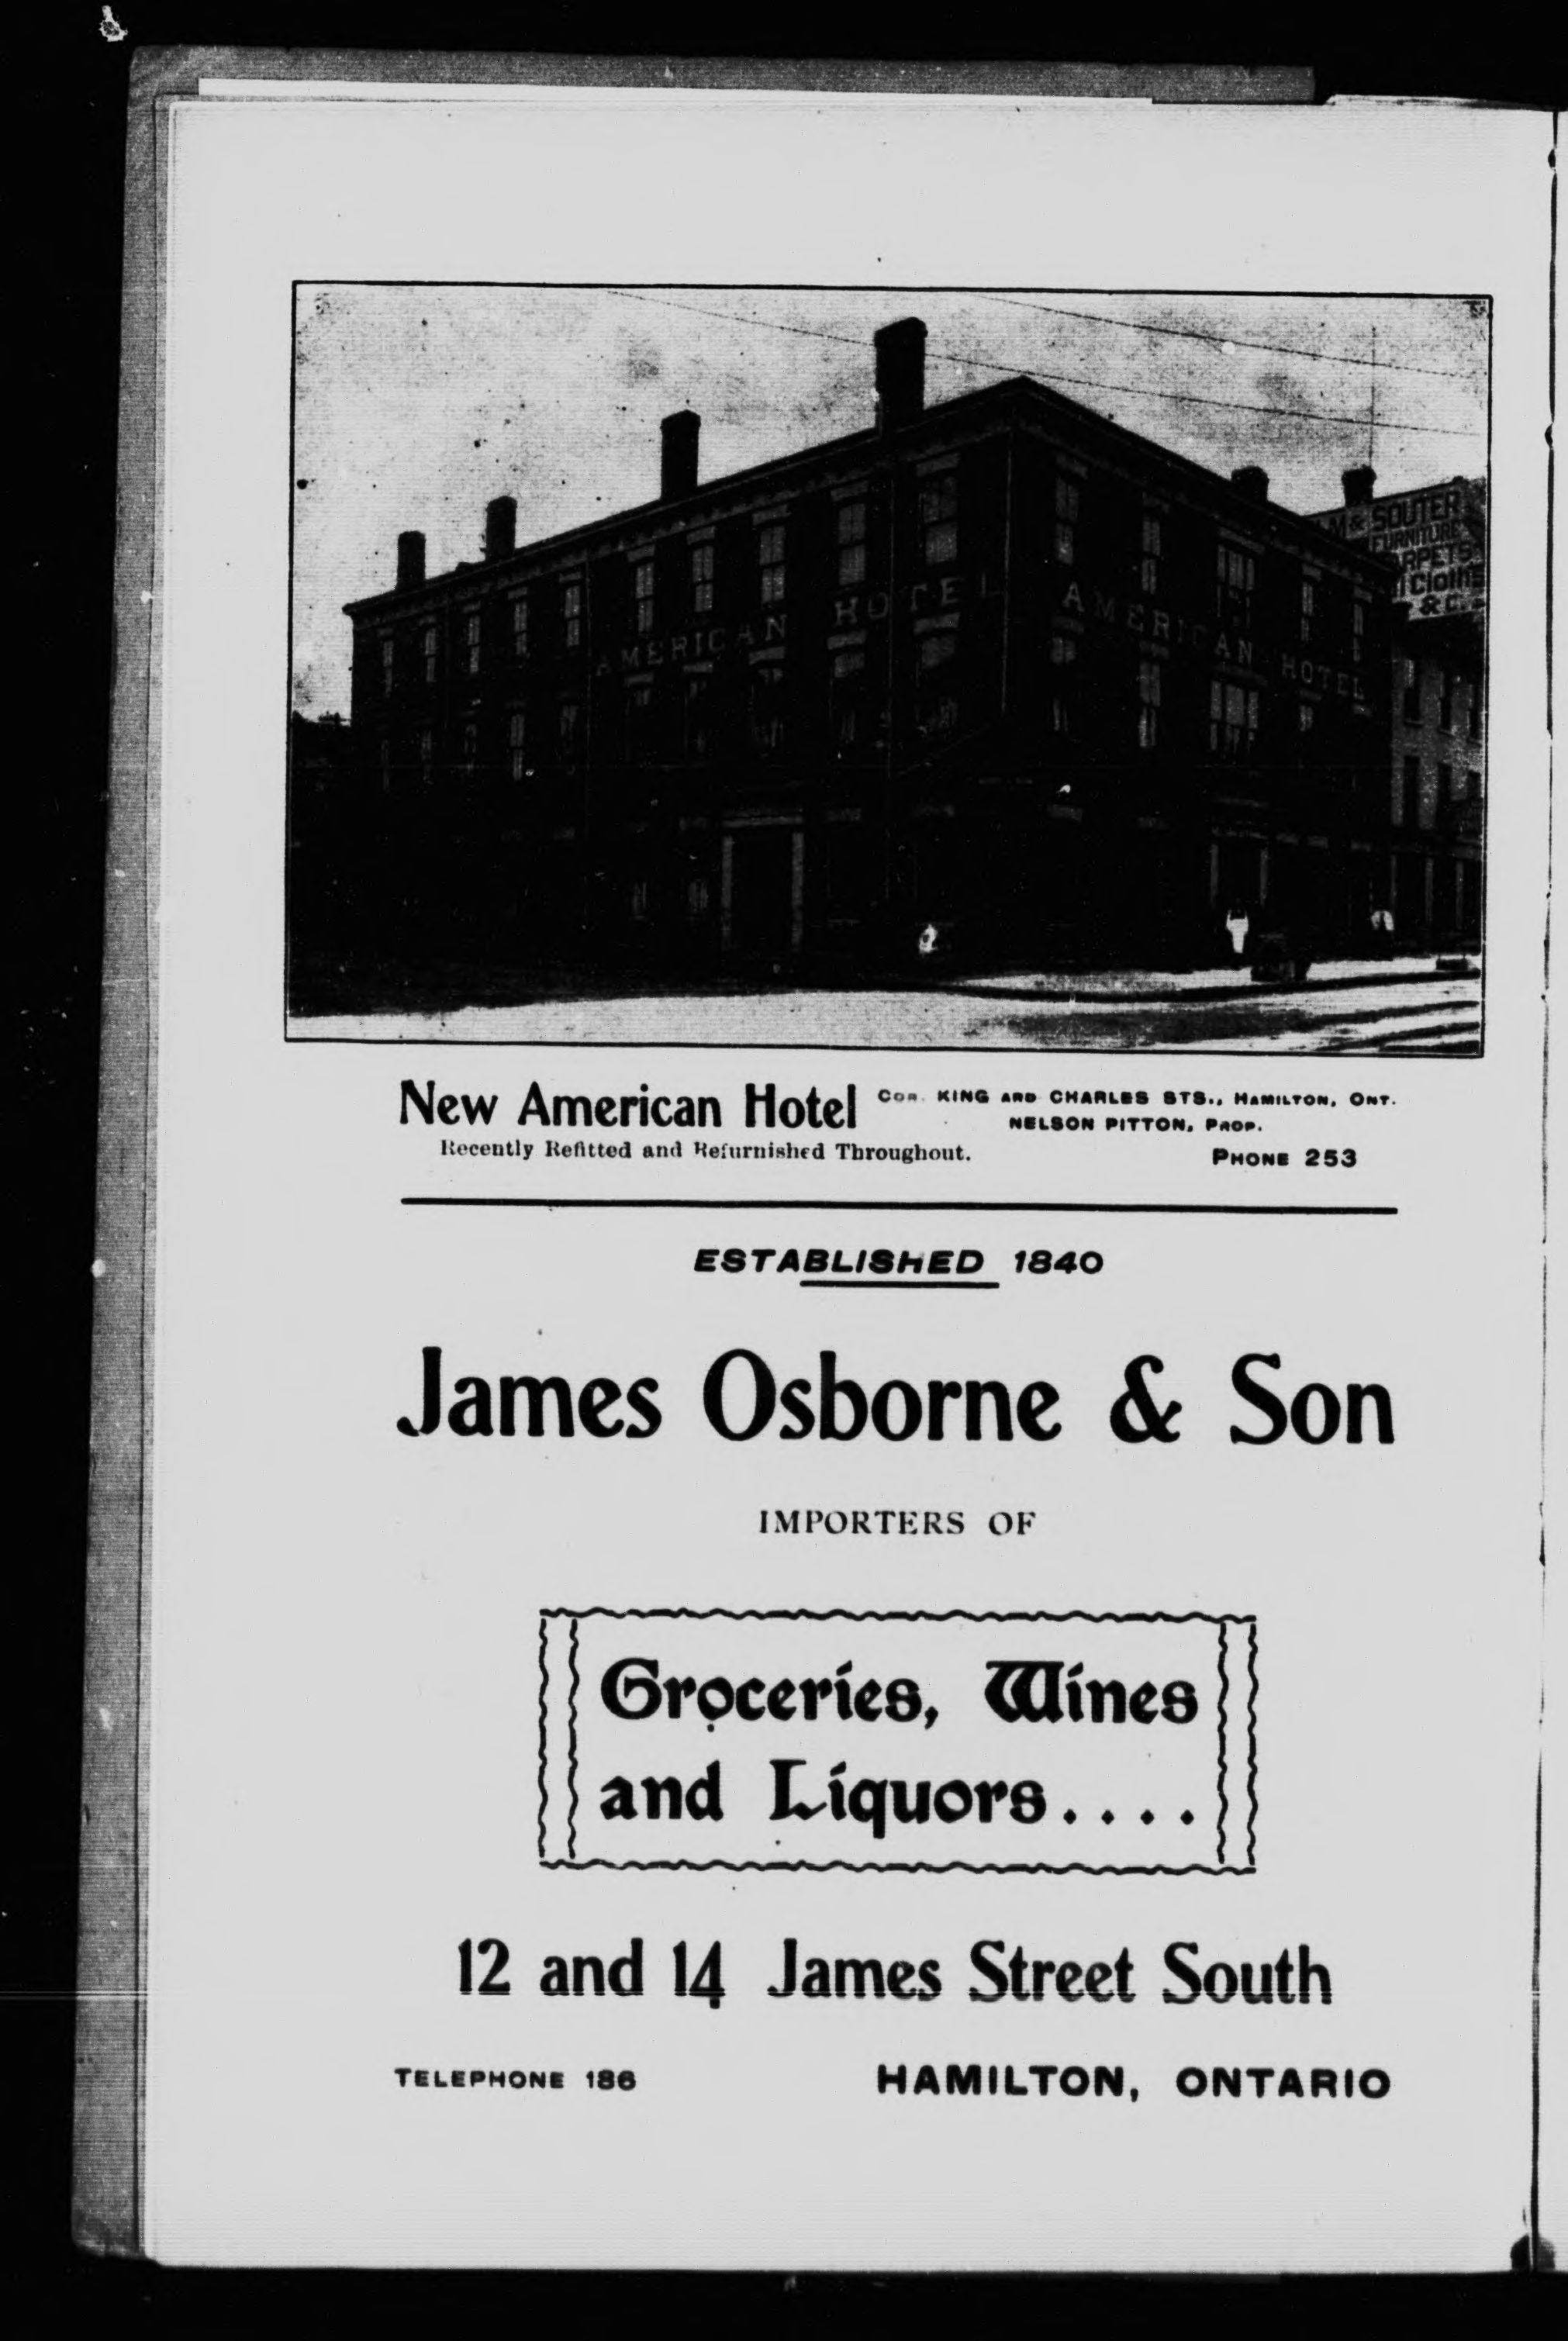 AMERICAN HOTEL
AMERICAN HOTEL
M & SOUTER
FURNITURE
ARPETS
Cloths
& C.
New American Hotel Cor. KING AND CHARLES STS., HAMILTON, ONT.
NELSON PITTON, PROP.
Recently Refitted and Refurnished Throughout.
PHONE 253
ESTABLISHED 1840
James Osborne & Son
IMPORTERS OF
Groceries, Wines
and Liquors....
12 and 14 James Street South
TELEPHONE 186 HAMILTON, ONTARIO